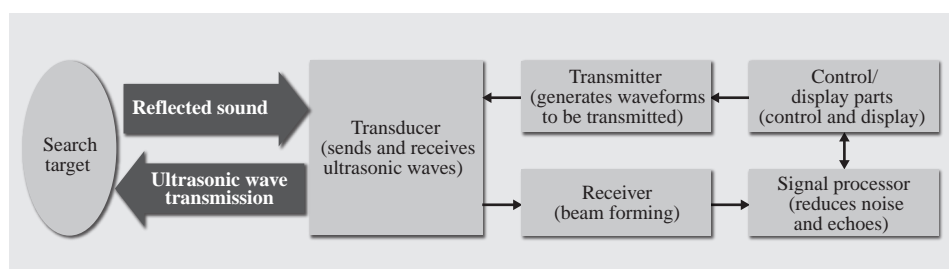 Search
target
Reflected sound
Ultrasonic wave
transmission
Transducer
(sends and receives
ultrasonic waves)
Transmitter
(generates waveforms
to be transmitted)
Control/
display parts
(control and display)
Receiver
(beam forming)
Signal processor
(reduces noise
and echoes)